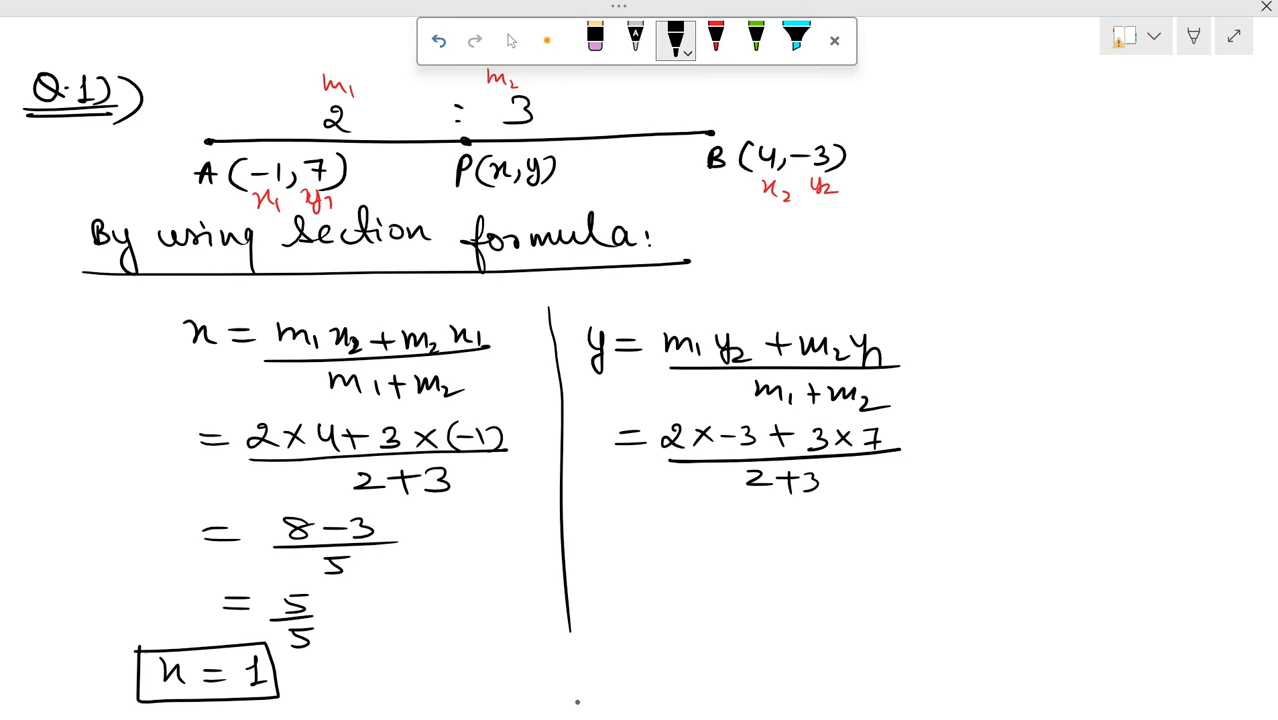 Q.1)
m₁ m₂
2 : 3
A (-1, 7) P(x, y) B (4, -3)
x₁ y₁ x₂ y₂
By using section formula:
x = m₁x₂ + m₂x₁ / m₁+m₂
= 2 × 4 + 3 × (-1) / 2+3
= 8 - 3 / 5
= 5 / 5
x = 1
y = m₁y₂ + m₂y₁ / m₁+m₂
= 2 × -3 + 3 × 7 / 2+3